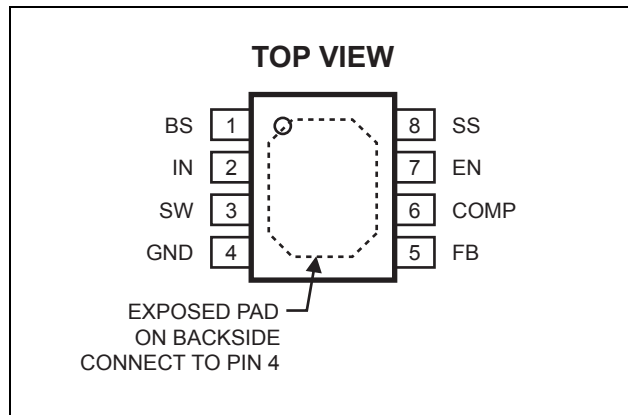 TOP VIEW
BS 1 8 SS
IN 2 7 EN
SW 3 6 COMP
GND 4 5 FB
EXPOSED PAD
ON BACKSIDE
CONNECT TO PIN 4